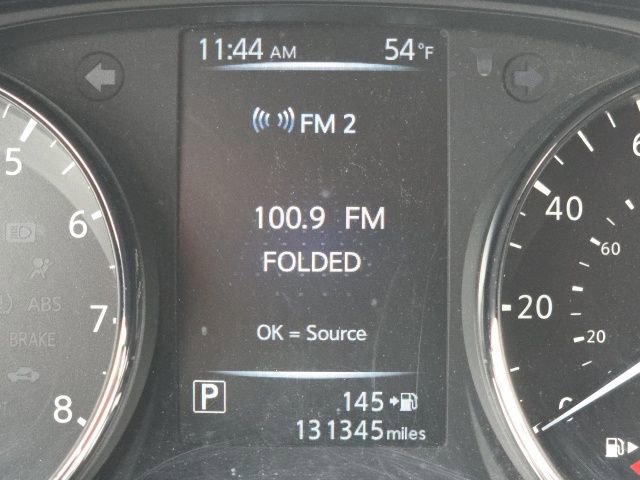 11:44 AM 54°F
FM 2
100.9 FM
FOLDED
OK = Source
P 145
131345 miles
5
6
7
8
ABS
BRAKE
40
20
0
60
20